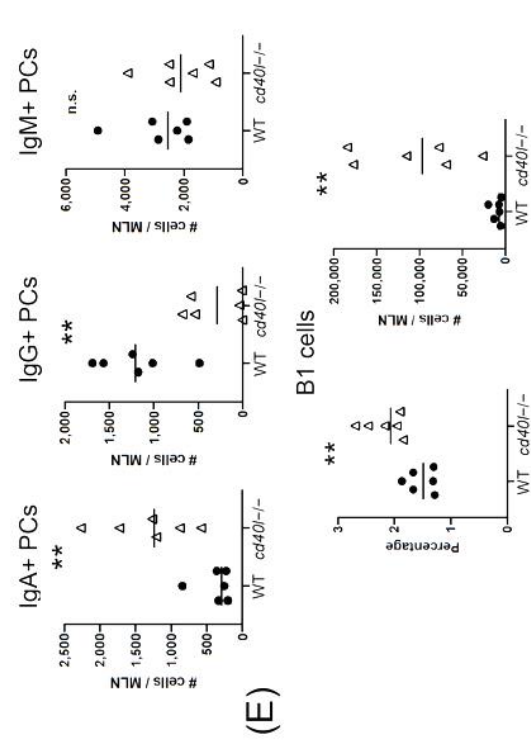 (E)
IgA+ PCs
**
2,500
2,000
1,500
1,000
500
0
# cells / MLN
WT
cd40l-/-
IgG+ PCs
**
2,000
1,500
1,000
500
0
# cells / MLN
WT
cd40l-/-
IgM+ PCs
n.s.
6,000
4,000
2,000
0
# cells / MLN
WT
cd40l-/-
B1 cells
**
3
2
1
0
Percentage
WT
cd40l-/-
**
200,000
150,000
100,000
50,000
0
# cells / MLN
WT
cd40l-/-